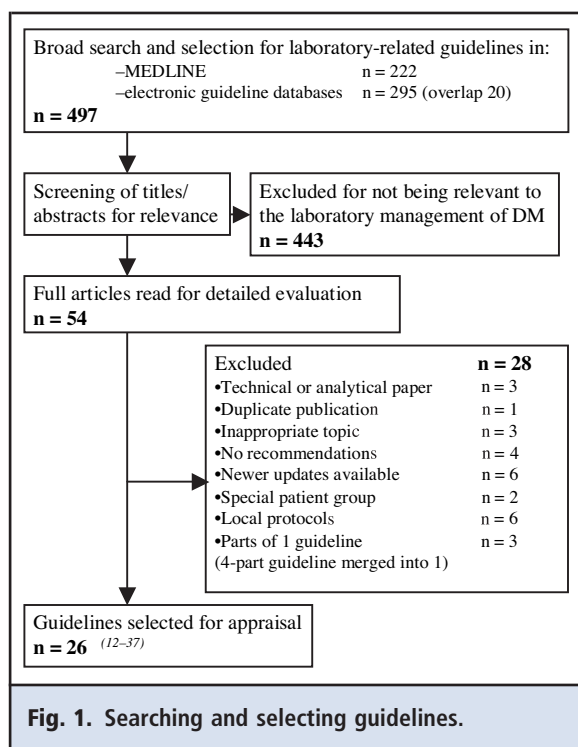 Broad search and selection for laboratory-related guidelines in:
–MEDLINE n = 222
–electronic guideline databases n = 295 (overlap 20)
n = 497
Screening of titles/
abstracts for relevance
Excluded for not being relevant to
the laboratory management of DM
n = 443
Full articles read for detailed evaluation
n = 54
Excluded n = 28
•Technical or analytical paper n = 3
•Duplicate publication n = 1
•Inappropriate topic n = 3
•No recommendations n = 4
•Newer updates available n = 6
•Special patient group n = 2
•Local protocols n = 6
•Parts of 1 guideline n = 3
(4-part guideline merged into 1)
Guidelines selected for appraisal
n = 26 (12–37)
Fig. 1. Searching and selecting guidelines.